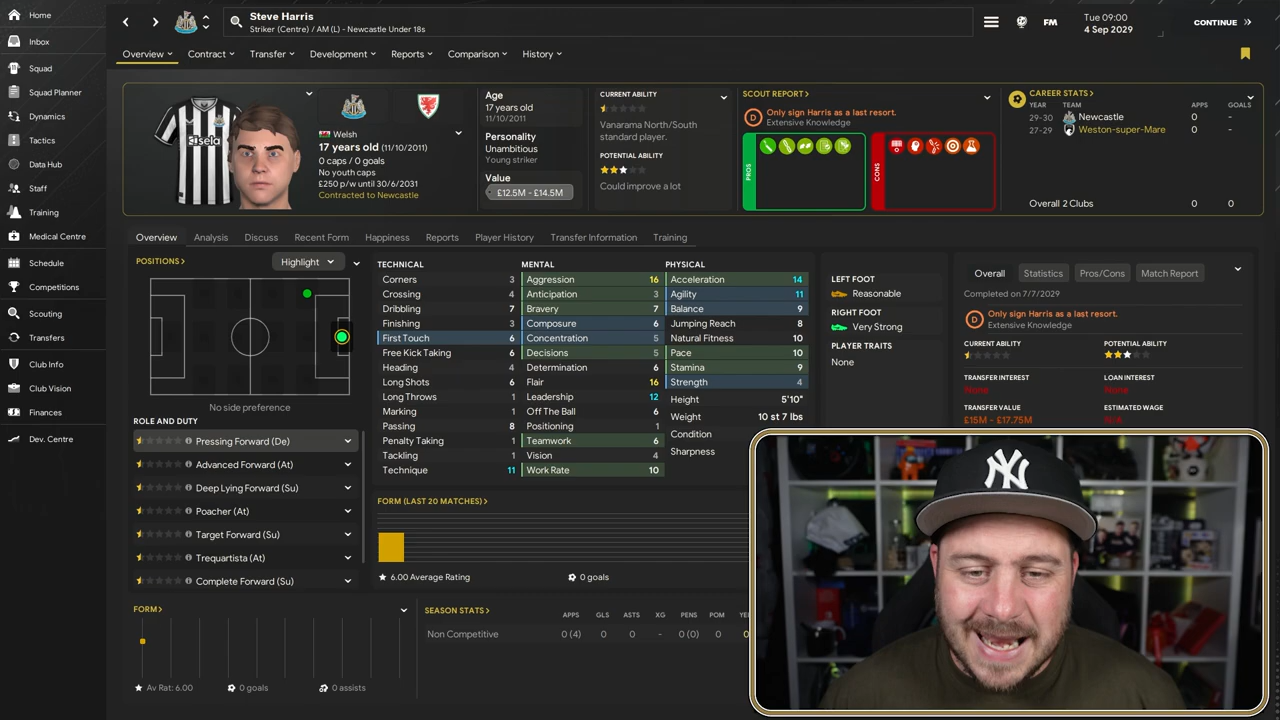 Home
Inbox
Squad
Squad Planner
Dynamics
Tactics
Data Hub
Staff
Training
Medical Centre
Schedule
Competitions
Scouting
Transfers
Club Info
Club Vision
Finances
Dev. Centre
Steve Harris
Striker (Centre) / AM (L) - Newcastle Under 18s
FM
Tue 09:00
4 Sep 2029
CONTINUE
Overview
Contract
Transfer
Development
Reports
Comparison
History
sela
Welsh
17 years old (11/10/2011)
0 caps / 0 goals
No youth caps
£250 p/w until 30/6/2031
Contracted to Newcastle
Age
17 years old
11/10/2011
Personality
Unambitious
Young striker
Value
£12.5M - £14.5M
CURRENT ABILITY
Vanarama North/South
standard player.
POTENTIAL ABILITY
Could improve a lot
SCOUT REPORT
D
Only sign Harris as a last resort.
Extensive Knowledge
PROS
CONS
CAREER STATS
YEAR TEAM APPS GOALS
29-30 Newcastle 0 -
27-29 Weston-super-Mare 0 -
Overall 2 Clubs 0 0
Overview
Analysis
Discuss
Recent Form
Happiness
Reports
Player History
Transfer Information
Training
POSITIONS
Highlight
No side preference
ROLE AND DUTY
Pressing Forward (De)
Advanced Forward (At)
Deep Lying Forward (Su)
Poacher (At)
Target Forward (Su)
Trequartista (At)
Complete Forward (Su)
TECHNICAL
Corners 3
Crossing 4
Dribbling 7
Finishing 3
First Touch 6
Free Kick Taking 6
Heading 4
Long Shots 6
Long Throws 1
Marking 1
Passing 8
Penalty Taking 1
Tackling 1
Technique 11
MENTAL
Aggression 16
Anticipation 3
Bravery 7
Composure 6
Concentration 5
Decisions 5
Determination 6
Flair 16
Leadership 12
Off The Ball 6
Positioning 1
Teamwork 6
Vision 4
Work Rate 10
PHYSICAL
Acceleration 14
Agility 11
Balance 9
Jumping Reach 8
Natural Fitness 10
Pace 10
Stamina 9
Strength 4
Height 5'10"
Weight 10 st 7 lbs
Condition
Sharpness
LEFT FOOT
Reasonable
RIGHT FOOT
Very Strong
PLAYER TRAITS
None
Overall
Statistics
Pros/Cons
Match Report
Completed on 7/7/2029
D
Only sign Harris as a last resort.
Extensive Knowledge
CURRENT ABILITY
POTENTIAL ABILITY
TRANSFER INTEREST
None
LOAN INTEREST
None
TRANSFER VALUE
£15M - £17.75M
ESTIMATED WAGE
N/A
FORM (LAST 20 MATCHES)
6.00 Average Rating
0 goals
FORM
Av Rat: 6.00
0 goals
0 assists
SEASON STATS
APPS GLS ASTS XG PENS POM
Non Competitive 0 (4) 0 0 - 0 (0) 0
NY